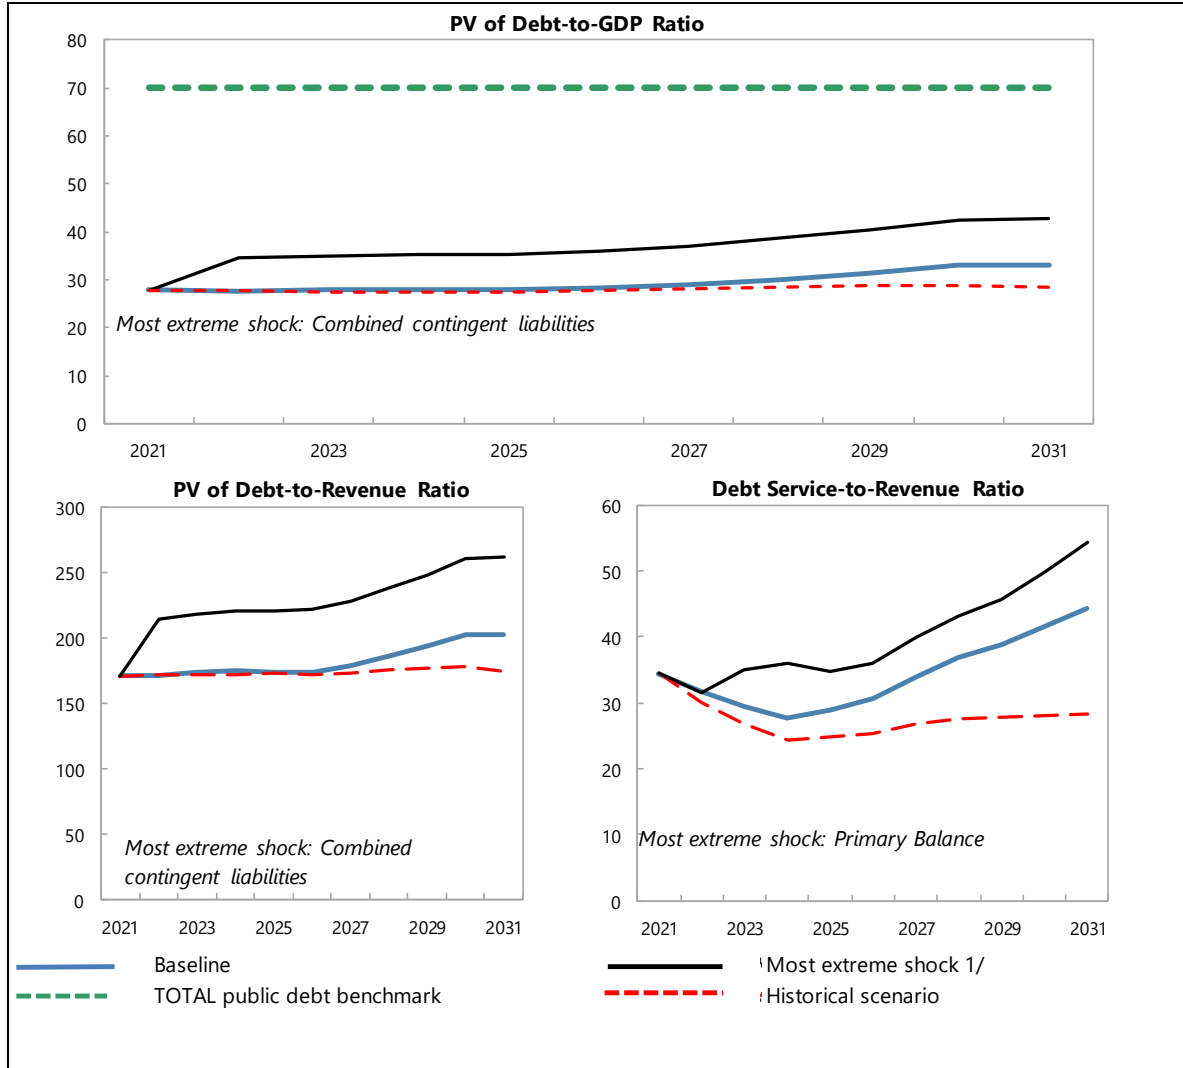 PV of Debt-to-GDP Ratio
80
70
60
50
40
30
20
10
0
Most extreme shock: Combined contingent liabilities
2021 2023 2025 2027 2029 2031
PV of Debt-to-Revenue Ratio
300
250
200
150
100
50
0
Most extreme shock: Combined
contingent liabilities
2021 2023 2025 2027 2029 2031
Debt Service-to-Revenue Ratio
60
50
40
30
20
10
0
Most extreme shock: Primary Balance
2021 2023 2025 2027 2029 2031
Baseline
Most extreme shock 1/
TOTAL public debt benchmark
Historical scenario